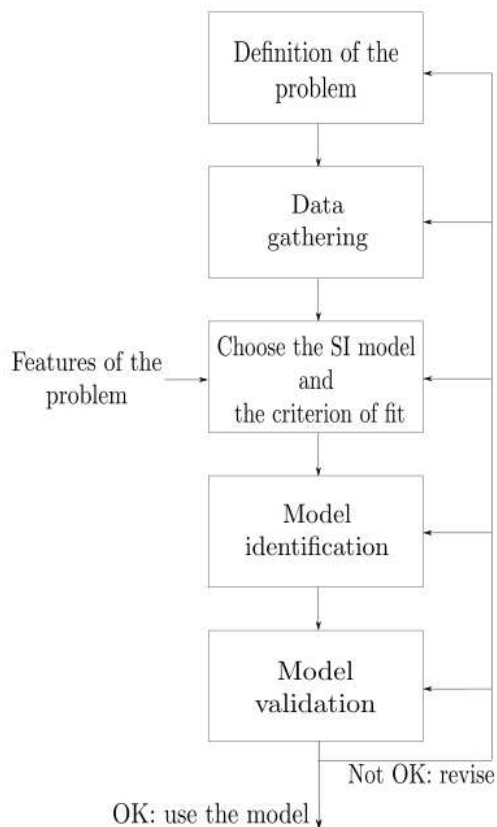 Definition of the
problem
Data
gathering
Features of the
problem
Choose the SI model
and
the criterion of fit
Model
identification
Model
validation
Not OK: revise
OK: use the model